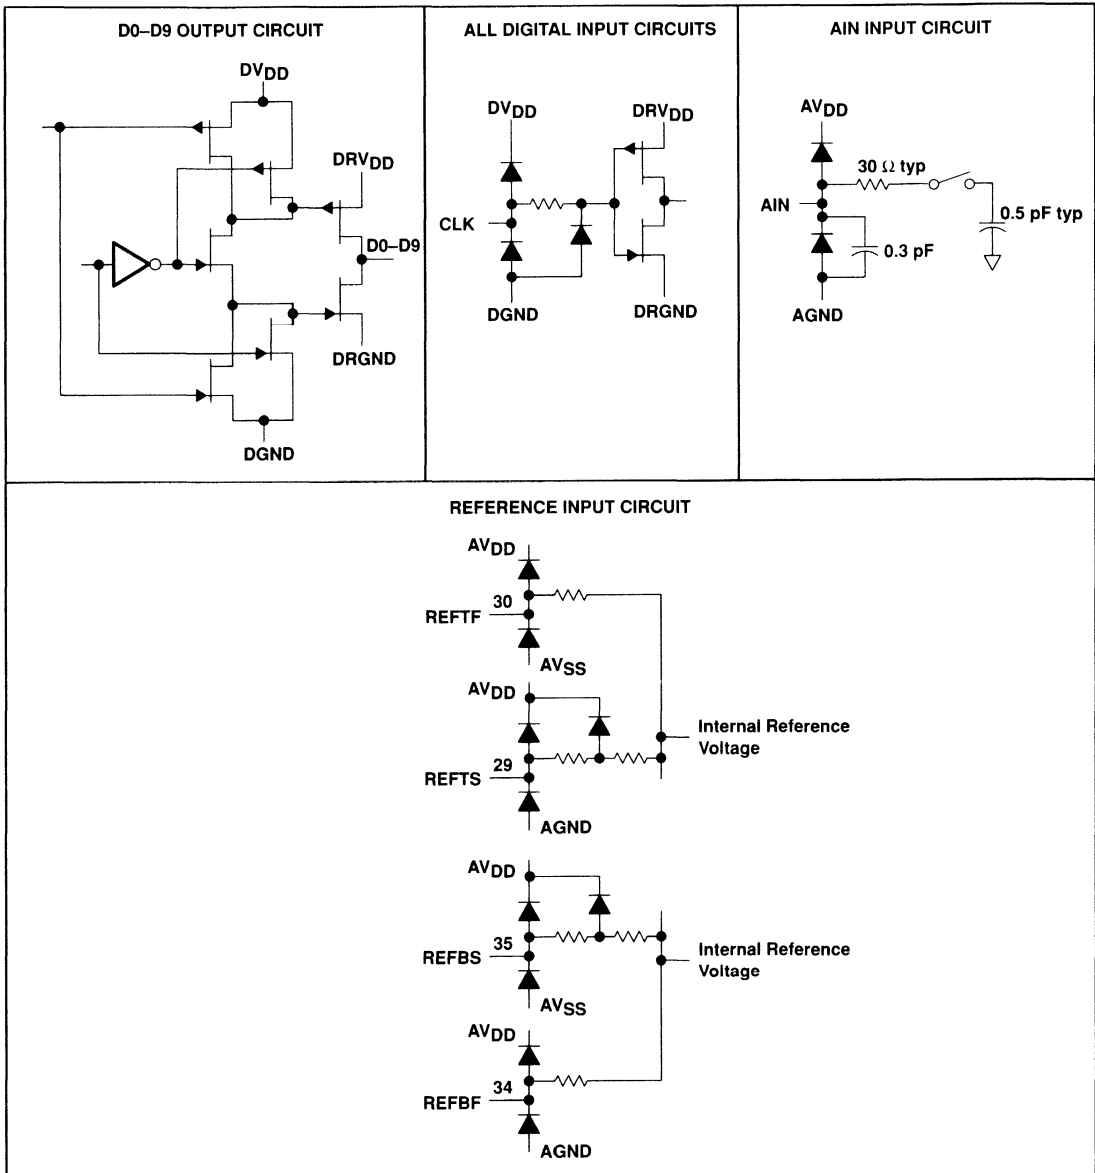 D0–D9 OUTPUT CIRCUIT
DVDD
DRVDD
D0–D9
DRGND
DGND
ALL DIGITAL INPUT CIRCUITS
DVDD
DRVDD
CLK
DGND
DRGND
AIN INPUT CIRCUIT
AVDD
30 Ω typ
AIN
0.5 pF typ
0.3 pF
AGND
REFERENCE INPUT CIRCUIT
AVDD
30
REFTF
AVSS
AVDD
Internal Reference
Voltage
29
REFTS
AGND
AVDD
35
REFBS
Internal Reference
Voltage
AVSS
AVDD
34
REFBF
AGND